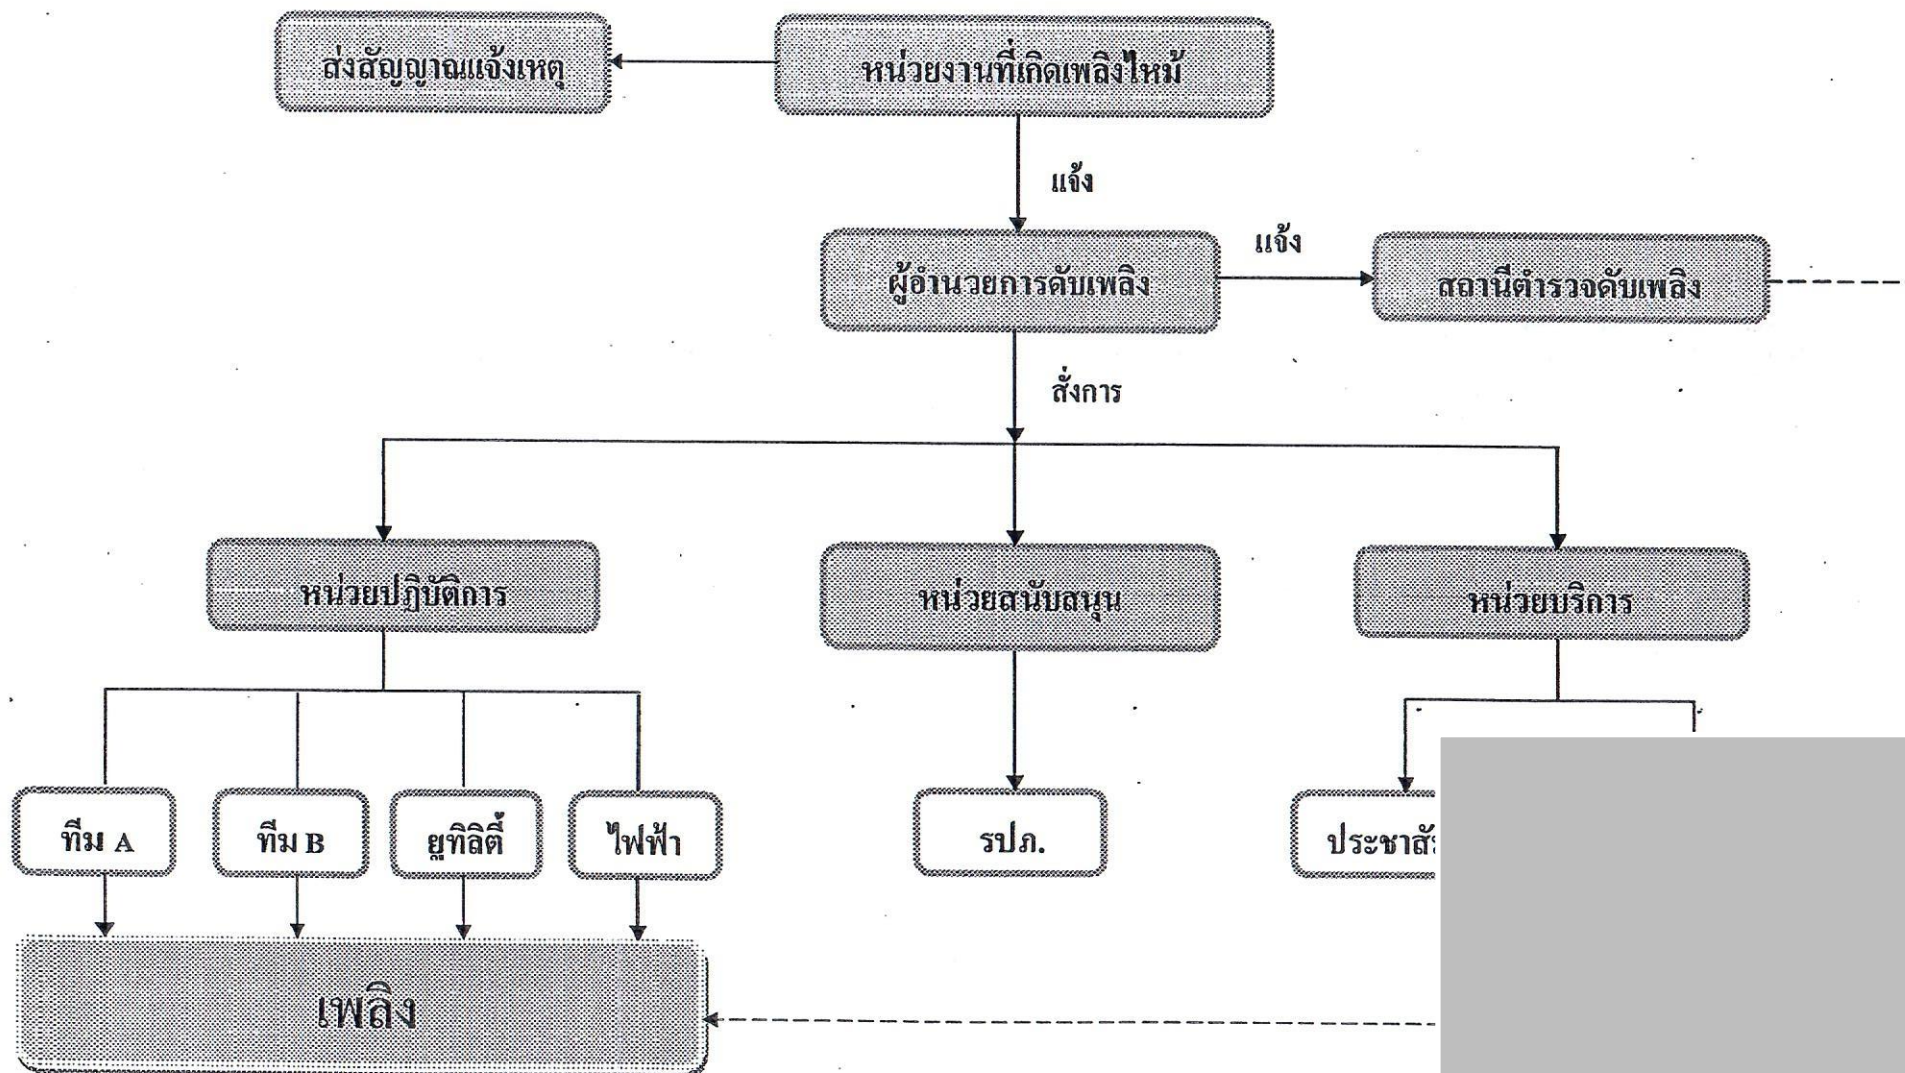 ส่งสัญญาณแจ้งเหตุ
หน่วยงานที่เกิดเพลิงไหม้
แจ้ง
ผู้อำนวยการดับเพลิง
แจ้ง
สถานีตำรวจดับเพลิง
สั่งการ
หน่วยปฏิบัติการ
หน่วยสนับสนุน
หน่วยบริการ
ทีม A
ทีม B
ยูทิลิตี้
ไฟฟ้า
รปภ.
เพลิง